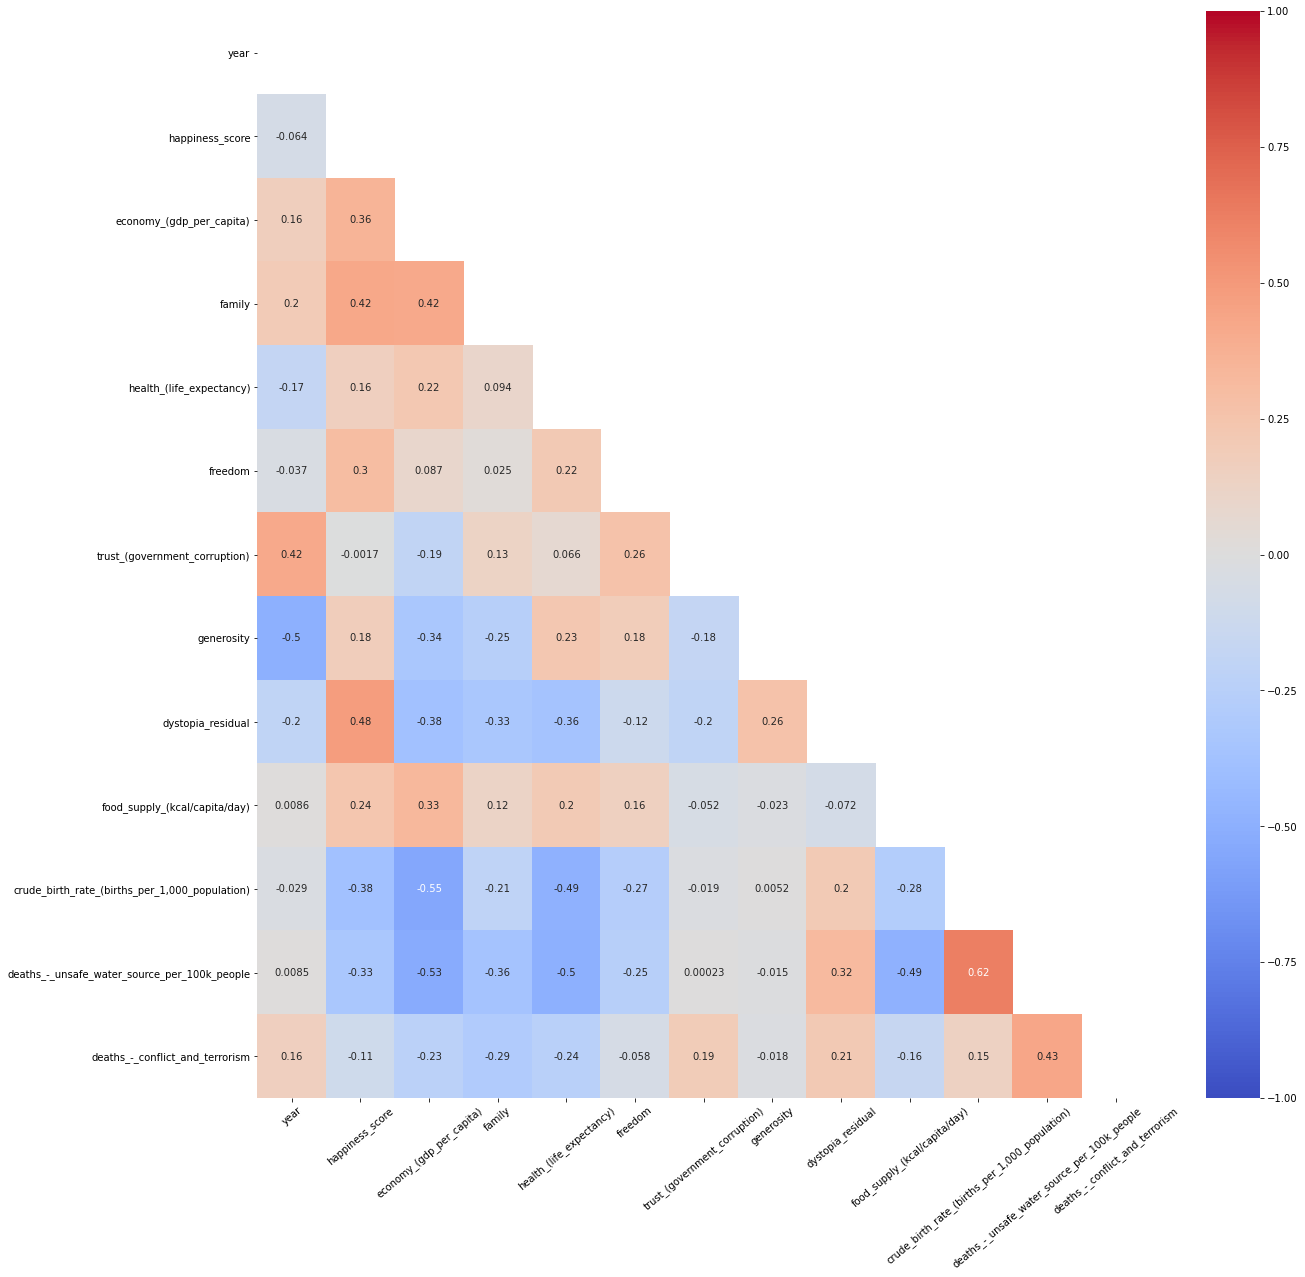 1.00
year
happiness_score
-0.064
0.75
economy_(gdp_per_capita)
0.16 0.36
0.50
family
0.2 0.42 0.42
health_(life_expectancy)
-0.17 0.16 0.22 0.094
0.25
freedom
-0.037 0.3 0.087 0.025 0.22
trust_(government_corruption)
0.42 -0.0017 -0.19 0.13 0.066 0.26
0.00
generosity
-0.5 0.18 -0.34 -0.25 0.23 0.18 -0.18
dystopia_residual
-0.2 0.48 -0.38 -0.33 -0.36 -0.12 -0.2 0.26
−0.25
food_supply_(kcal/capita/day)
0.0086 0.24 0.33 0.12 0.2 0.16 -0.052 -0.023 -0.072
−0.50
crude_birth_rate_(births_per_1,000_population)
-0.029 -0.38 -0.55 -0.21 -0.49 -0.27 -0.019 0.0052 0.2 -0.28
deaths_-_unsafe_water_source_per_100k_people
0.0085 -0.33 -0.53 -0.36 -0.5 -0.25 0.00023 -0.015 0.32 -0.49 0.62
−0.75
deaths_-_conflict_and_terrorism
0.16 -0.11 -0.23 -0.29 -0.24 -0.058 0.19 -0.018 0.21 -0.16 0.15 0.43
−1.00
year
happiness_score
economy_(gdp_per_capita)
family
health_(life_expectancy)
freedom
trust_(government_corruption)
generosity
dystopia_residual
food_supply_(kcal/capita/day)
crude_birth_rate_(births_per_1,000_population)
deaths_-_unsafe_water_source_per_100k_people
deaths_-_conflict_and_terrorism